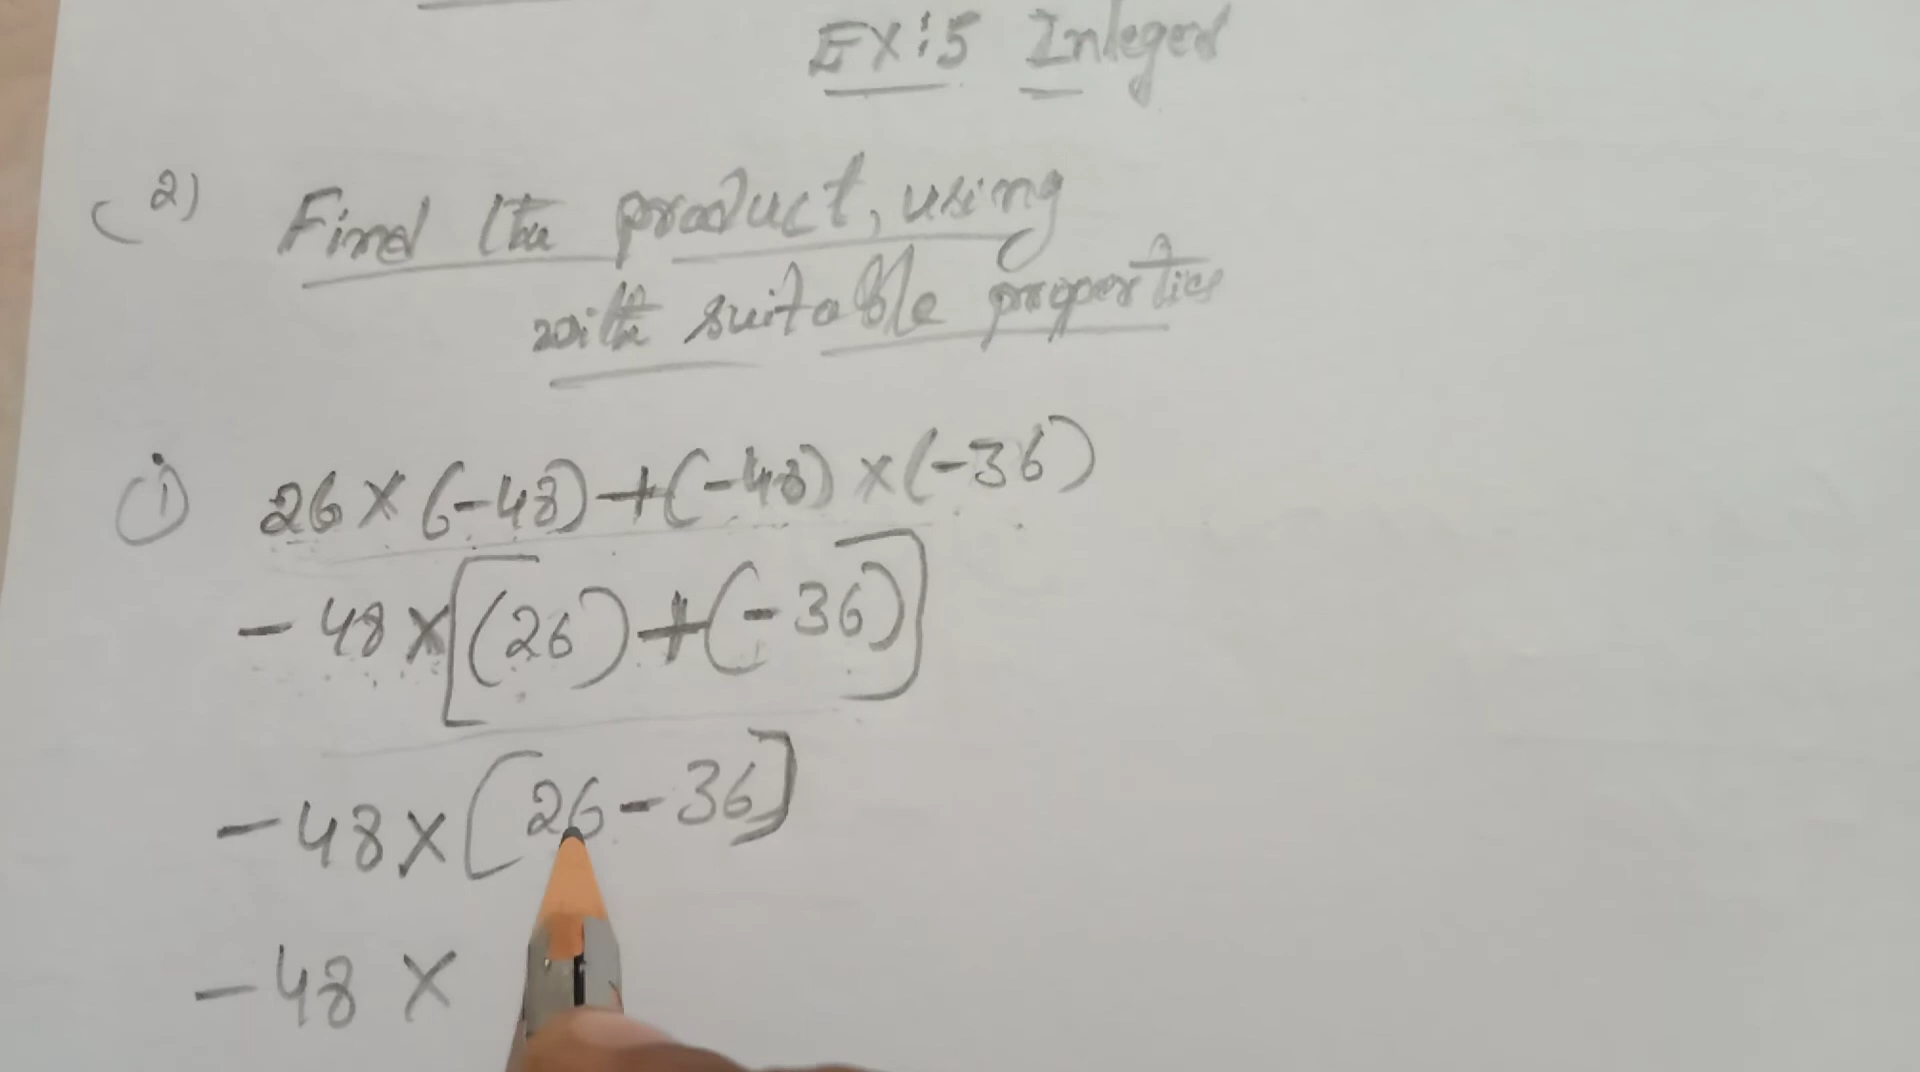 Ex:5 Integers
2) Find the product, using
with suitable properties
i) 26 × (-48) + (-48) × (-36)
- 48 × [(26) + (- 36)]
- 48 × [26 - 36]
- 48 ×